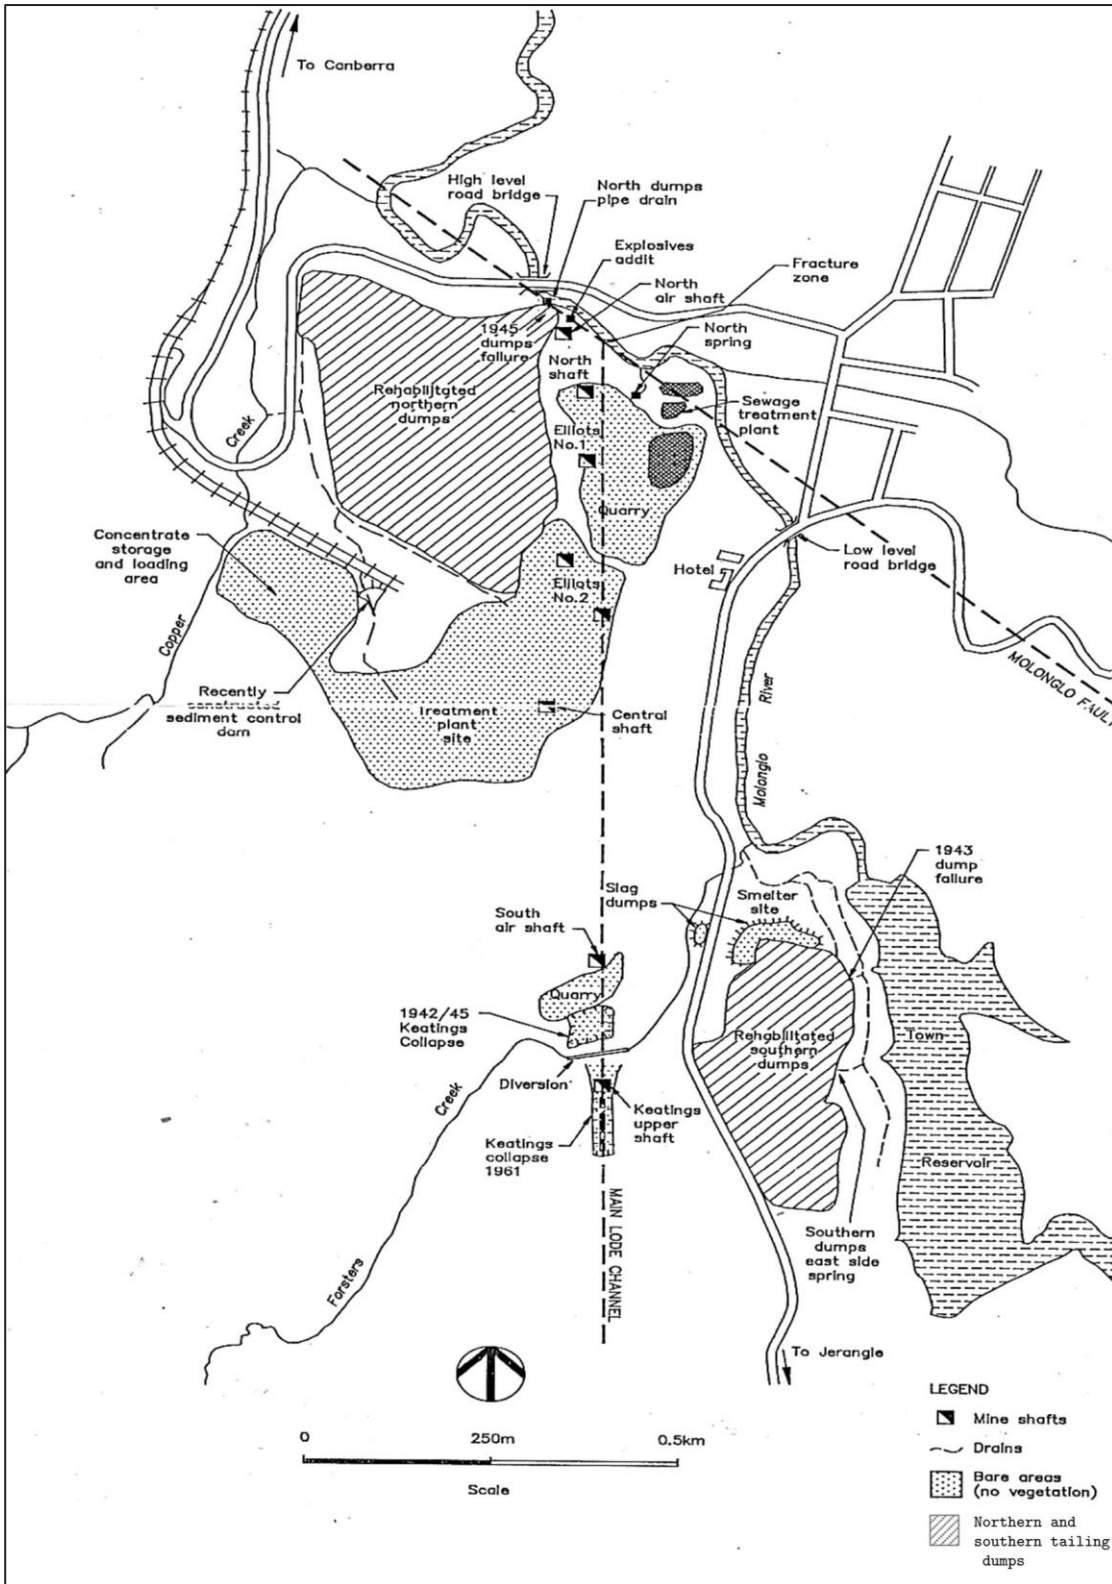 To Canberra
High level
road bridge
North dumps
pipe drain
Explosives
addit
North
air shaft
Fracture
zone
North
spring
1945
dumps
failure
North
shaft
Rehabilitated
northern
dumps
Elliots
No.1
Sewage
treatment
plant
Creek
Quarry
Concentrate
storage
and loading
area
Hotel
Low level
road bridge
Elliots
No.2
Copper
MOLONGLO FAULT
River
Recently
constructed
sediment control
dam
Treatment
plant
site
Central
shaft
Molonglo
1943
dump
failure
Slag
dumps
Smelter
site
South
air shaft
Quarry
1942/45
Keatings
Collapse
Rehabilitated
southern
dumps
Town
Diversion
Creek
Keatings
upper
shaft
Keatings
collapse
1961
Reservoir
MAIN LODE CHANNEL
Southern
dumps
east side
spring
Forsters
To Jerangle
LEGEND
Mine shafts
Drains
Bare areas
(no vegetation)
Northern and
southern tailing
dumps
0 250m 0.5km
Scale